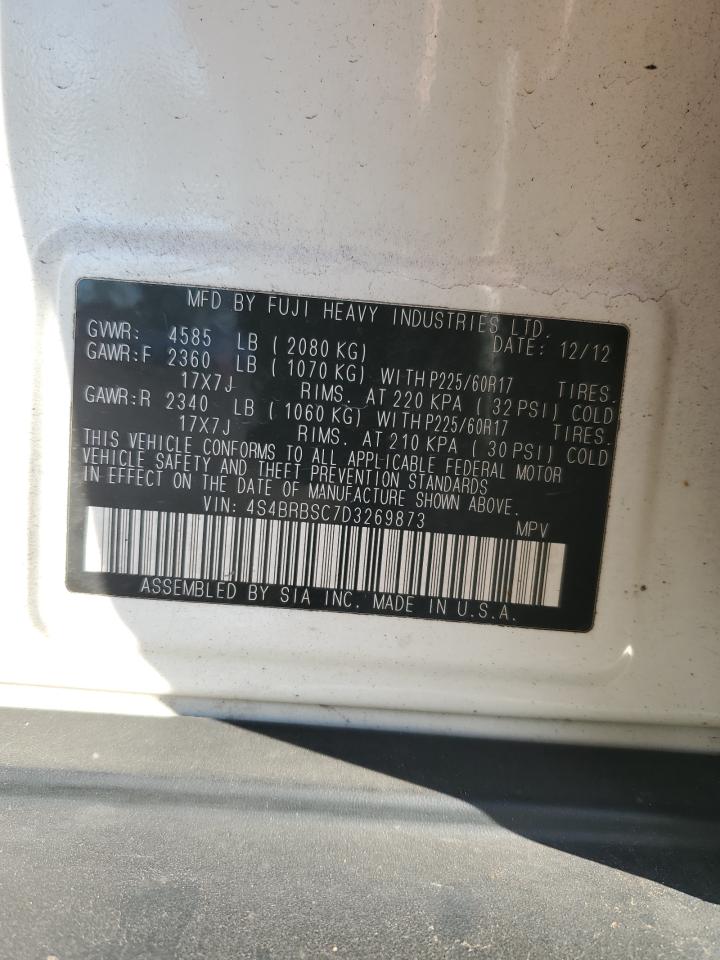 MFD BY FUJI HEAVY INDUSTRIES LTD.
GVWR: 4585 LB ( 2080 KG) DATE: 12/12
GAWR:F 2360 LB ( 1070 KG) WITH P225/60R17 TIRES.
17X7J RIMS. AT 220 KPA ( 32 PSI) COLD
GAWR:R 2340 LB ( 1060 KG) WITH P225/60R17 TIRES.
17X7J RIMS. AT 210 KPA ( 30 PSI) COLD
THIS VEHICLE CONFORMS TO ALL APPLICABLE FEDERAL MOTOR
VEHICLE SAFETY AND THEFT PREVENTION STANDARDS
IN EFFECT ON THE DATE OF MANUFACTURE SHOWN ABOVE.
VIN: 4S4BRBSC7D3269873 MPV
ASSEMBLED BY SIA INC. MADE IN U.S.A.